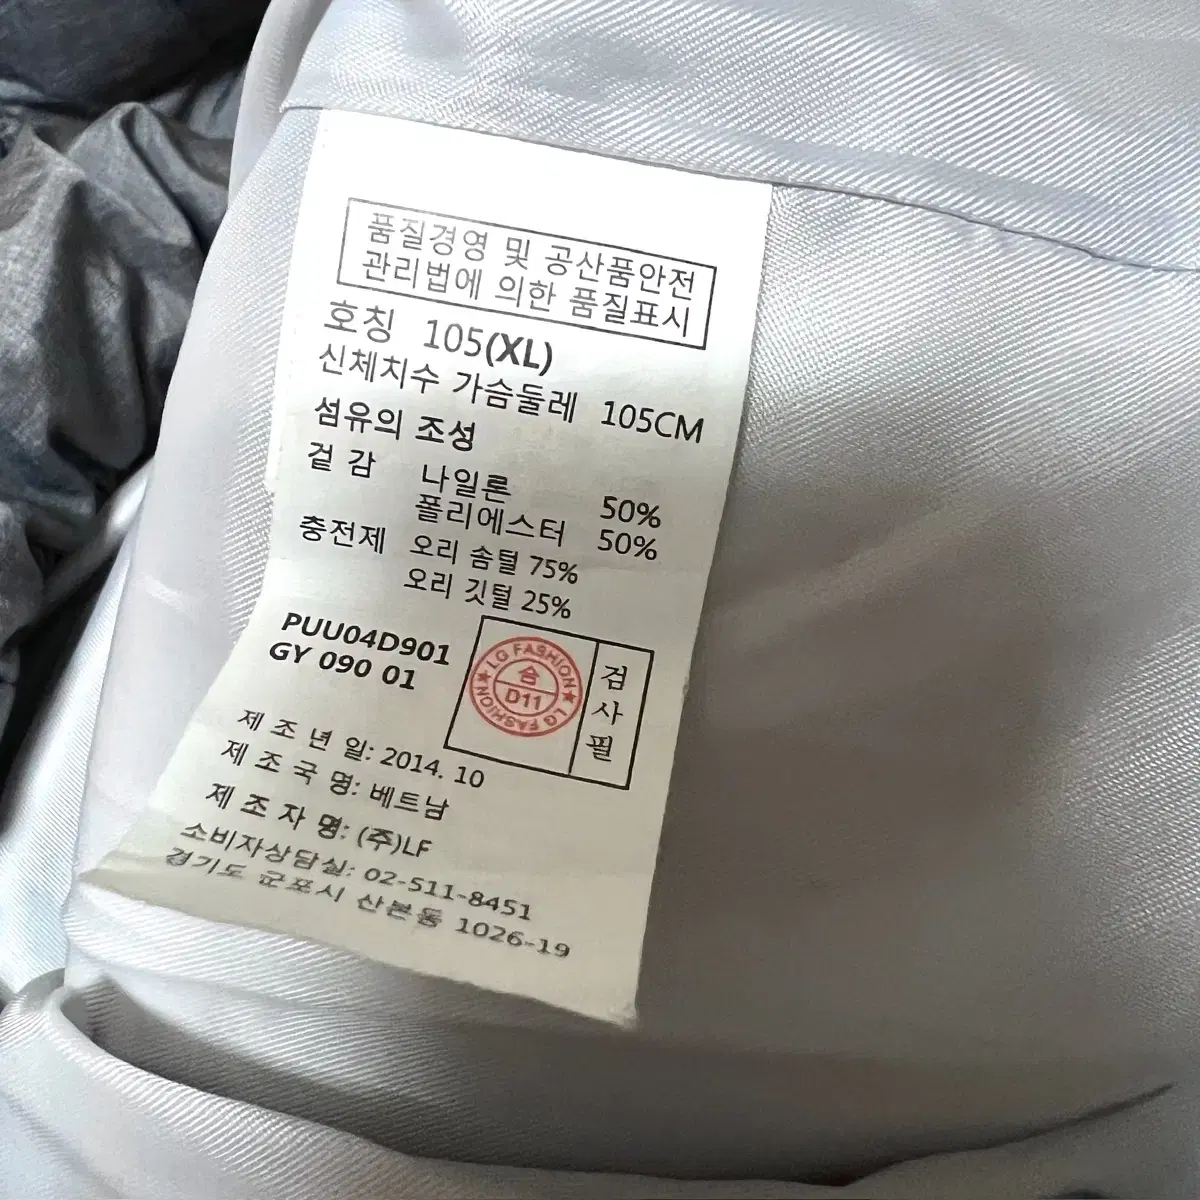 품질경영 및 공산품안전
관리법에 의한 품질표시
호칭 105(XL)
신체치수 가슴둘레 105CM
섬유의 조성
겉 감 나일론 50%
폴리에스터 50%
충전제 오리 솜털 75%
오리 깃털 25%
PUU04D901
GY 090 01
LG FASHION
合
D11
LG FASHION
검
사
필
제 조 년 일: 2014. 10
제 조 국 명: 베트남
제 조 자 명: (주)LF
소비자상담실: 02-511-8451
경기도 군포시 산본동 1026-19